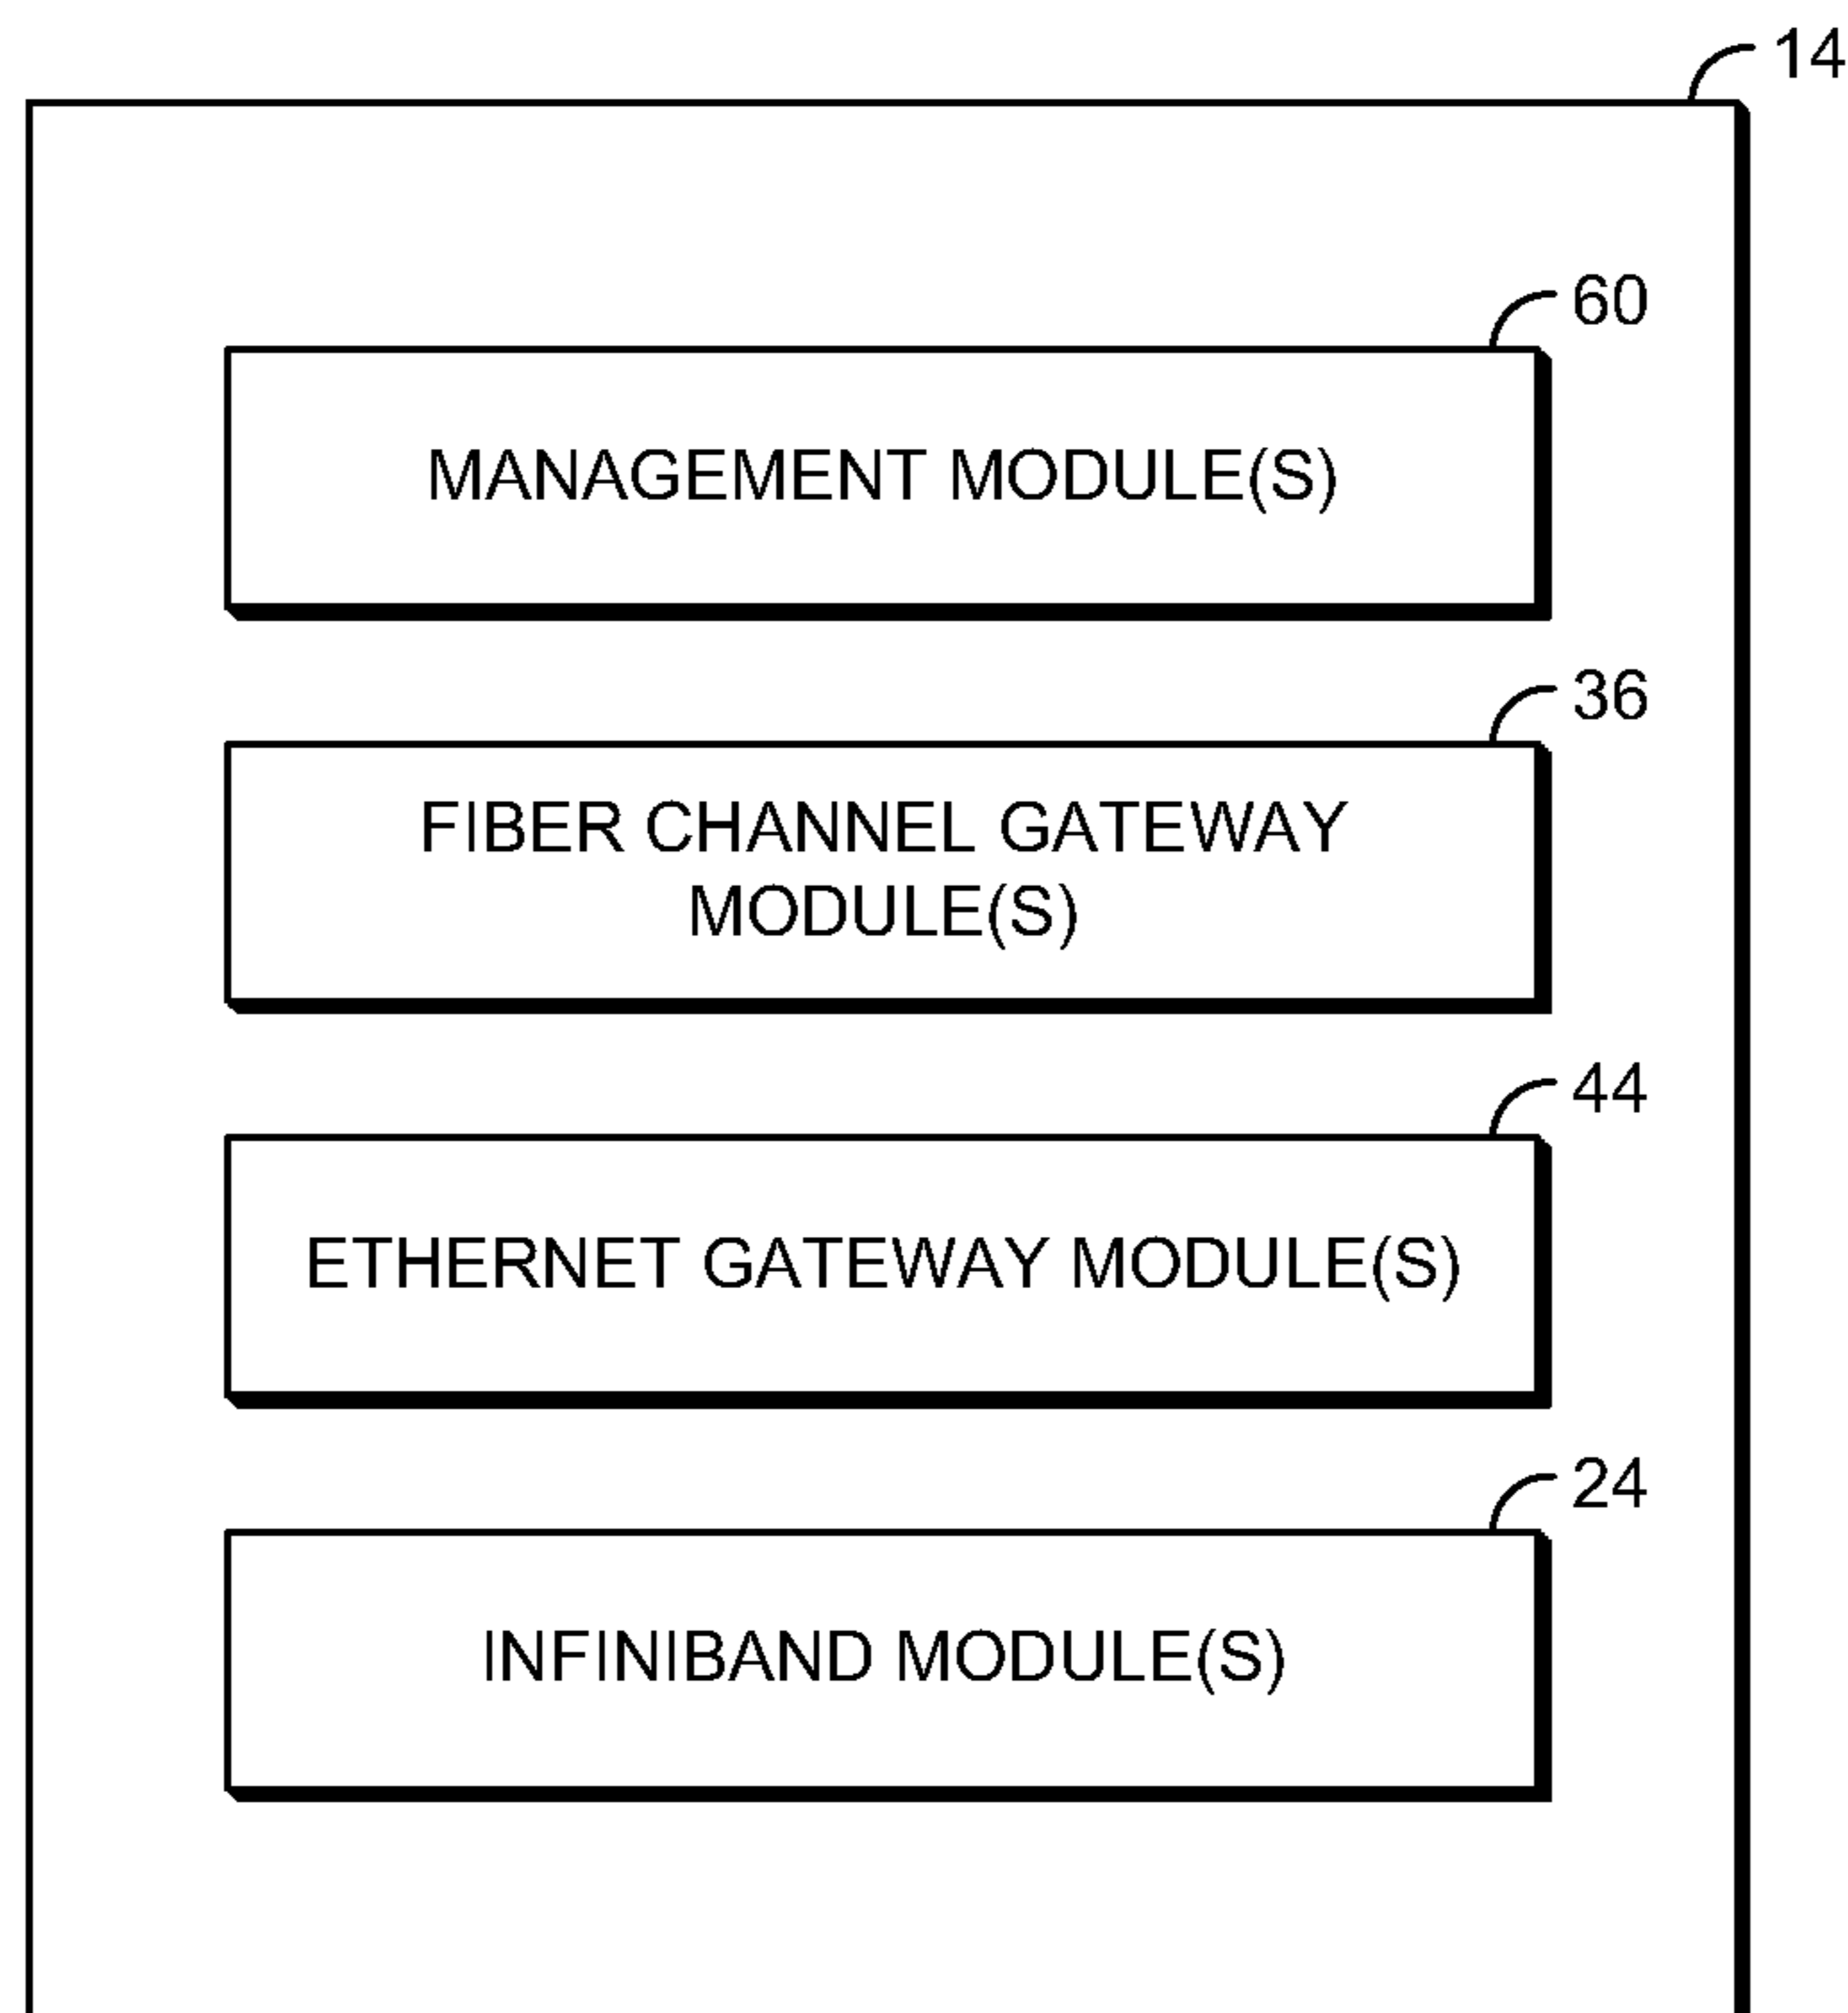 14
60
MANAGEMENT MODULE(S)
36
FIBER CHANNEL GATEWAY
MODULE(S)
44
ETHERNET GATEWAY MODULE(S)
24
INFINIBAND MODULE(S)